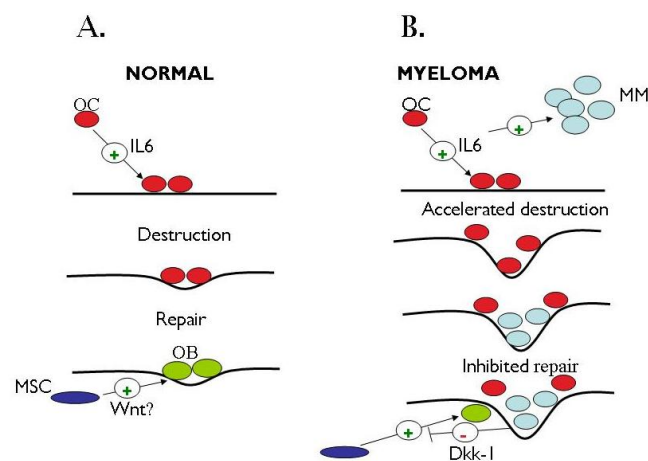 A.
NORMAL
OC
+
IL6
Destruction
Repair
OB
MSC
+
Wnt?
B.
MYELOMA
OC
+
MM
+
IL6
Accelerated destruction
Inhibited repair
+
-
Dkk-1